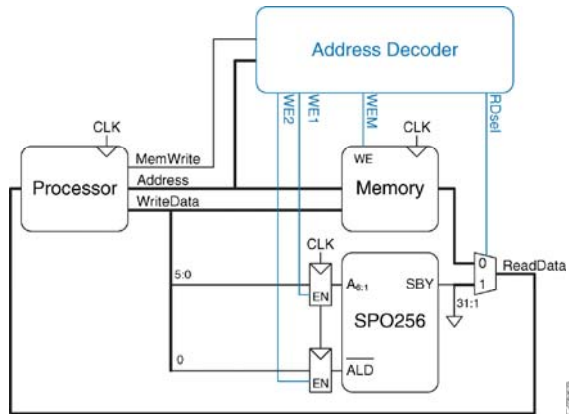 Address Decoder
WE2
WE1
WEM
RDsel
CLK
CLK
Processor
MemWrite
Address
WriteData
WE
Memory
CLK
0
1
ReadData
5:0
EN
A6:1
SBY
31:1
SPO256
0
EN
ALD